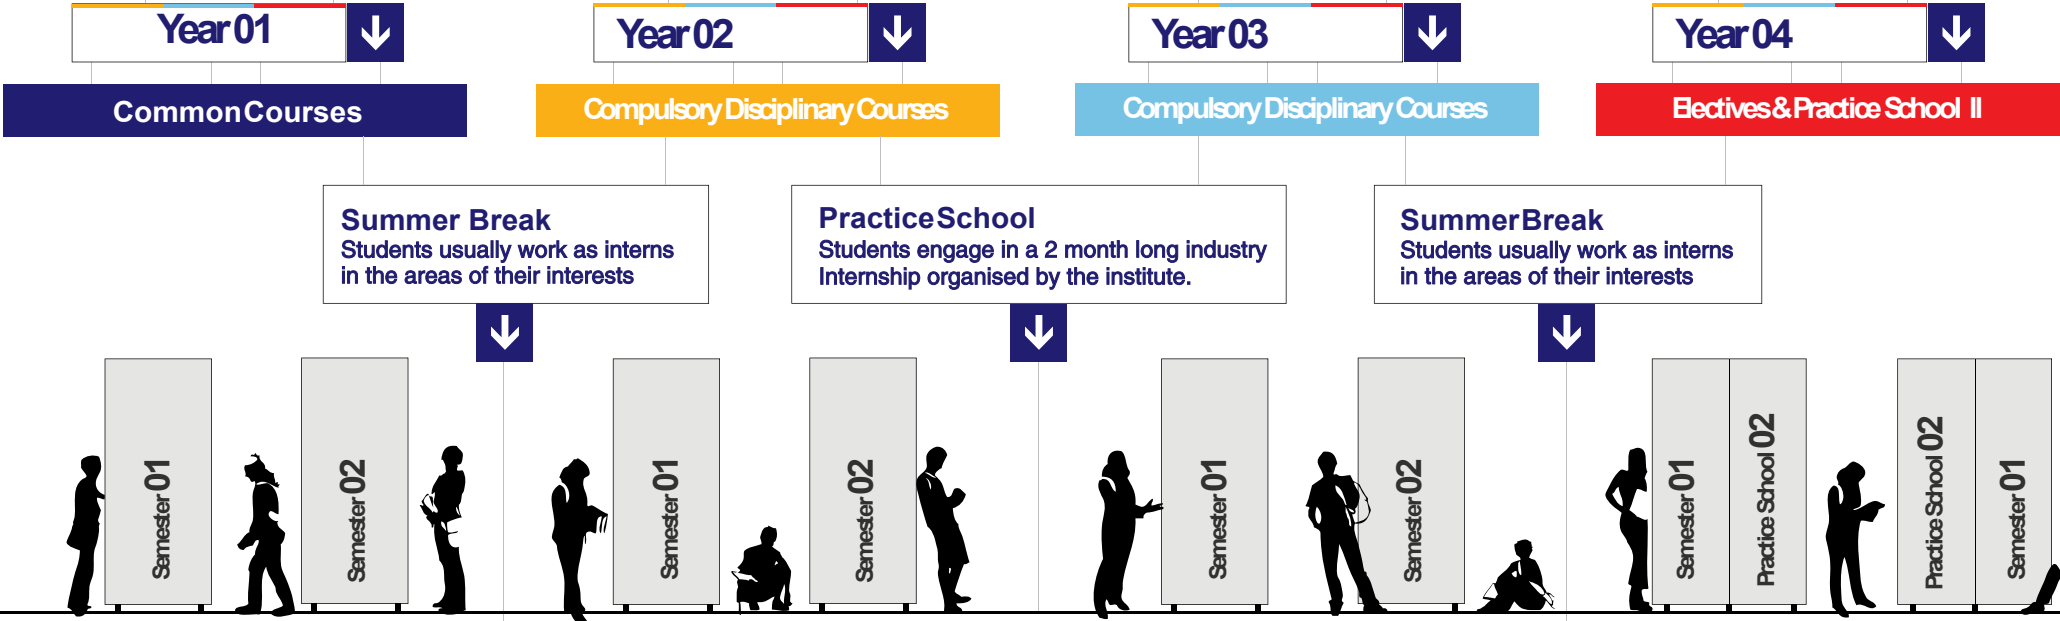 Year 01
Year 02
Year 03
Year 04
Common Courses
Compulsory Disciplinary Courses
Compulsory Disciplinary Courses
Electives & Practice School II
Summer Break
Students usually work as interns
in the areas of their interests
Practice School
Students engage in a 2 month long industry
Internship organised by the institute.
Summer Break
Students usually work as interns
in the areas of their interests
Semester 01
Semester 02
Semester 01
Semester 02
Semester 01
Semester 02
Semester 01
Practice School 02
Practice School 02
Semester 01